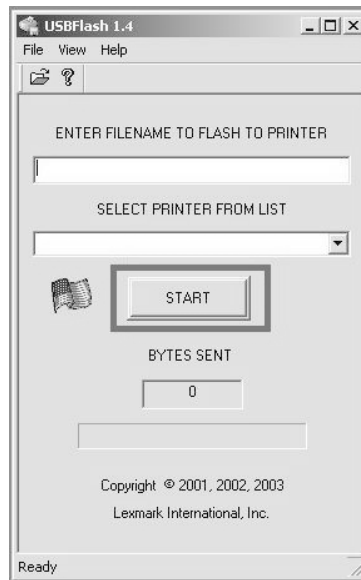 USBFlash 1.4
File View Help
ENTER FILENAME TO FLASH TO PRINTER
SELECT PRINTER FROM LIST
START
BYTES SENT
0
Copyright © 2001, 2002, 2003
Lexmark International, Inc.
Ready